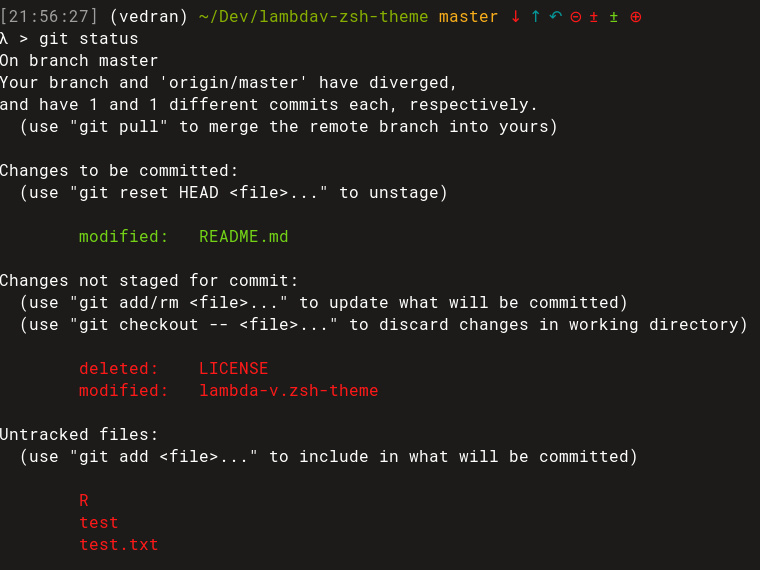 [21:56:27] (vedran) ~/Dev/lambdav-zsh-theme master ↓ ↑ ↶ ⊝ ± ± ⊕
λ > git status
On branch master
Your branch and 'origin/master' have diverged,
and have 1 and 1 different commits each, respectively.
  (use "git pull" to merge the remote branch into yours)
Changes to be committed:
  (use "git reset HEAD <file>..." to unstage)
        modified:   README.md
Changes not staged for commit:
  (use "git add/rm <file>..." to update what will be committed)
  (use "git checkout -- <file>..." to discard changes in working directory)
        deleted:    LICENSE
        modified:   lambda-v.zsh-theme
Untracked files:
  (use "git add <file>..." to include in what will be committed)
        R
        test
        test.txt